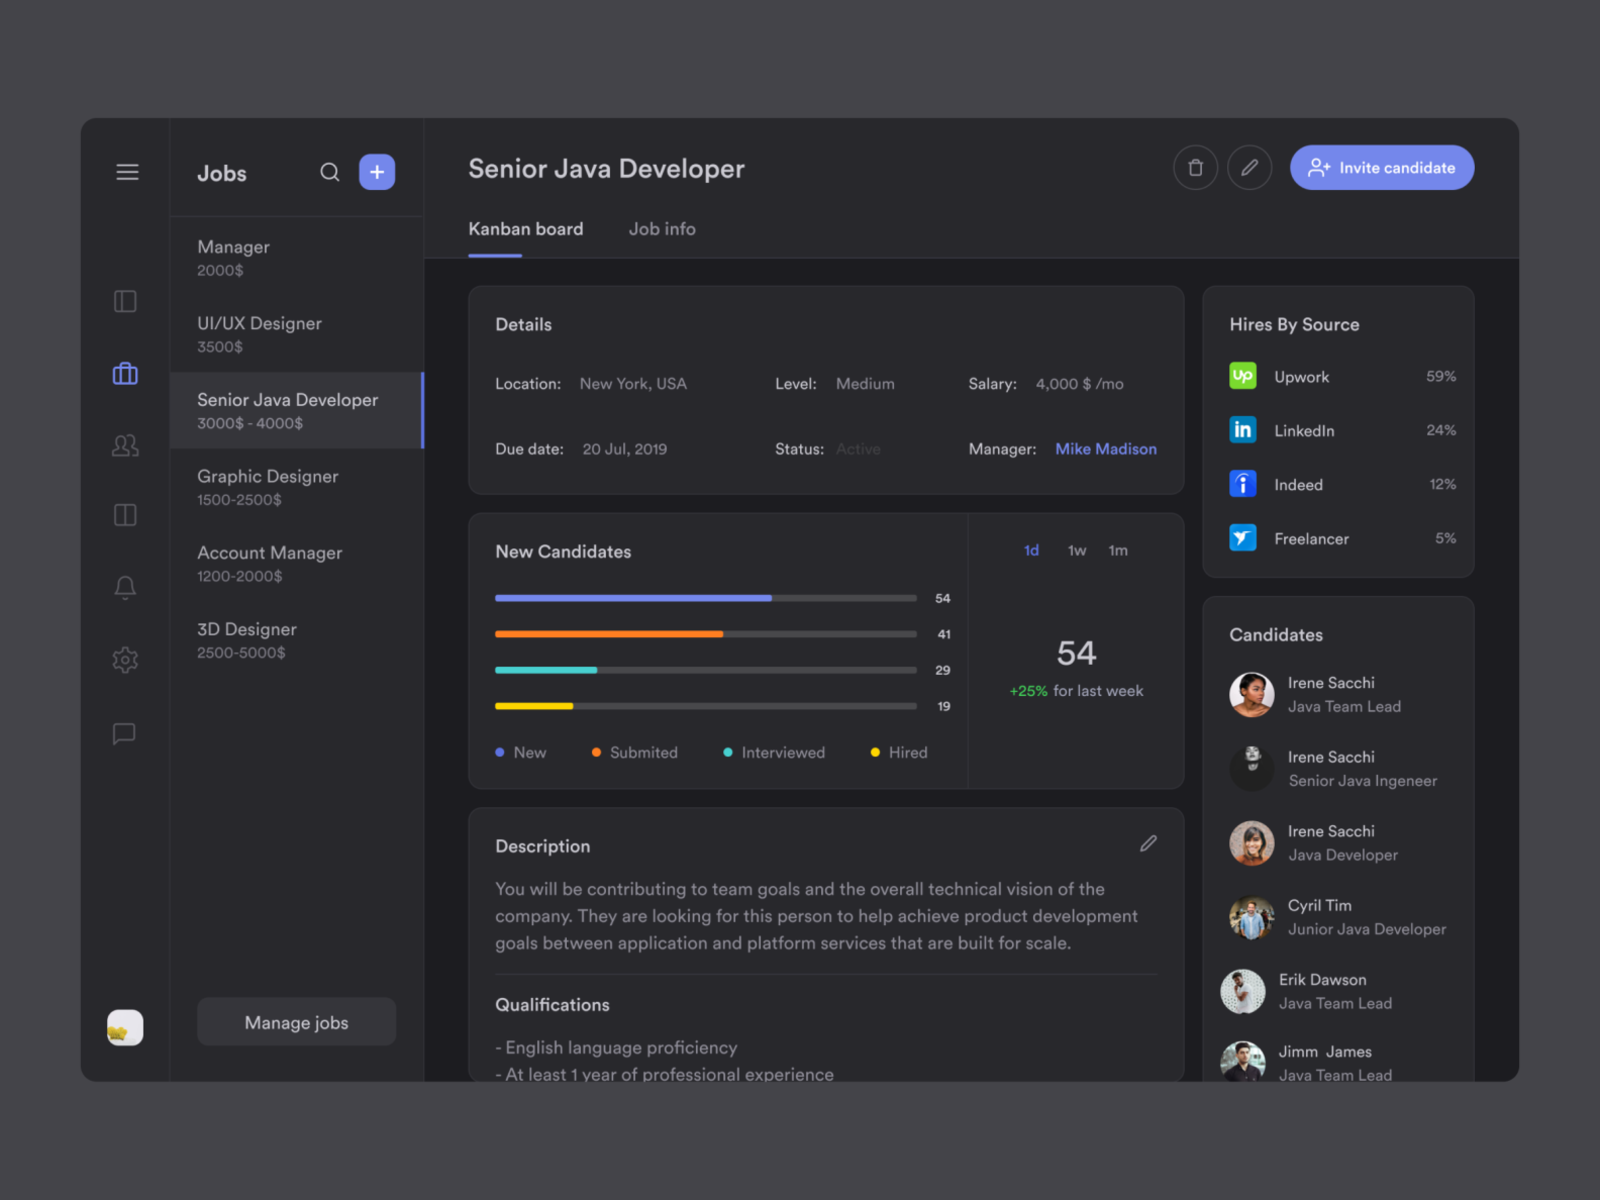 Jobs
Manager
2000$
UI/UX Designer
3500$
Senior Java Developer
3000$ - 4000$
Graphic Designer
1500-2500$
Account Manager
1200-2000$
3D Designer
2500-5000$
Manage jobs
Senior Java Developer
Invite candidate
Kanban board
Job info
Details
Location: New York, USA
Level: Medium
Salary: 4,000 $ /mo
Due date: 20 Jul, 2019
Status: Active
Manager: Mike Madison
New Candidates
54
41
29
19
New
Submited
Interviewed
Hired
1d 1w 1m
54
+25% for last week
Description
You will be contributing to team goals and the overall technical vision of the
company. They are looking for this person to help achieve product development
goals between application and platform services that are built for scale.
Qualifications
- English language proficiency
- At least 1 year of professional experience
Hires By Source
Up Upwork 59%
in LinkedIn 24%
i Indeed 12%
Freelancer 5%
Candidates
Irene Sacchi
Java Team Lead
Irene Sacchi
Senior Java Ingeneer
Irene Sacchi
Java Developer
Cyril Tim
Junior Java Developer
Erik Dawson
Java Team Lead
Jimm James
Java Team Lead